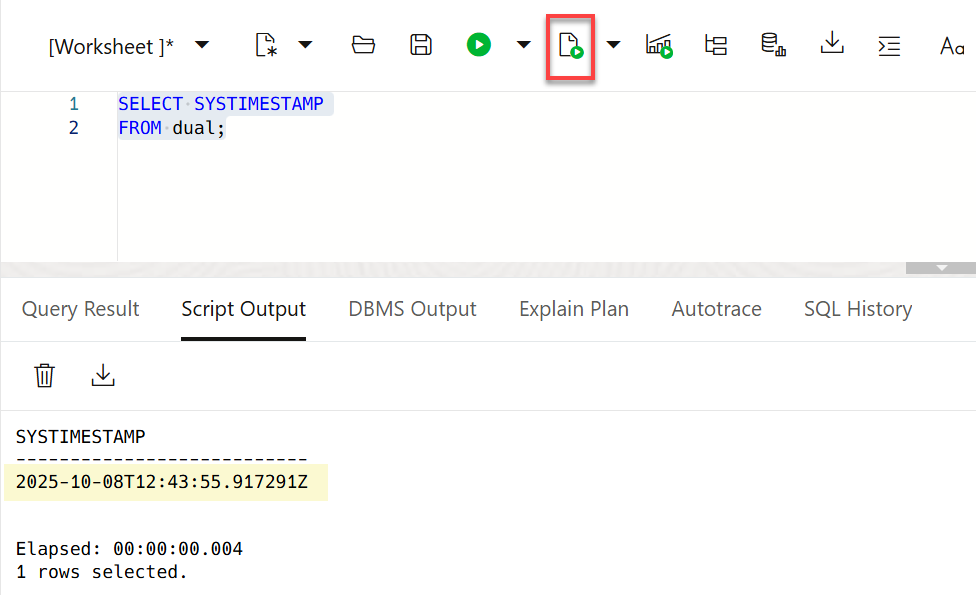 [Worksheet ]*
Aa
1 SELECT SYSTIMESTAMP
2 FROM dual;
Query Result Script Output DBMS Output Explain Plan Autotrace SQL History
SYSTIMESTAMP
---------------------------
2025-10-08T12:43:55.917291Z
Elapsed: 00:00:00.004
1 rows selected.